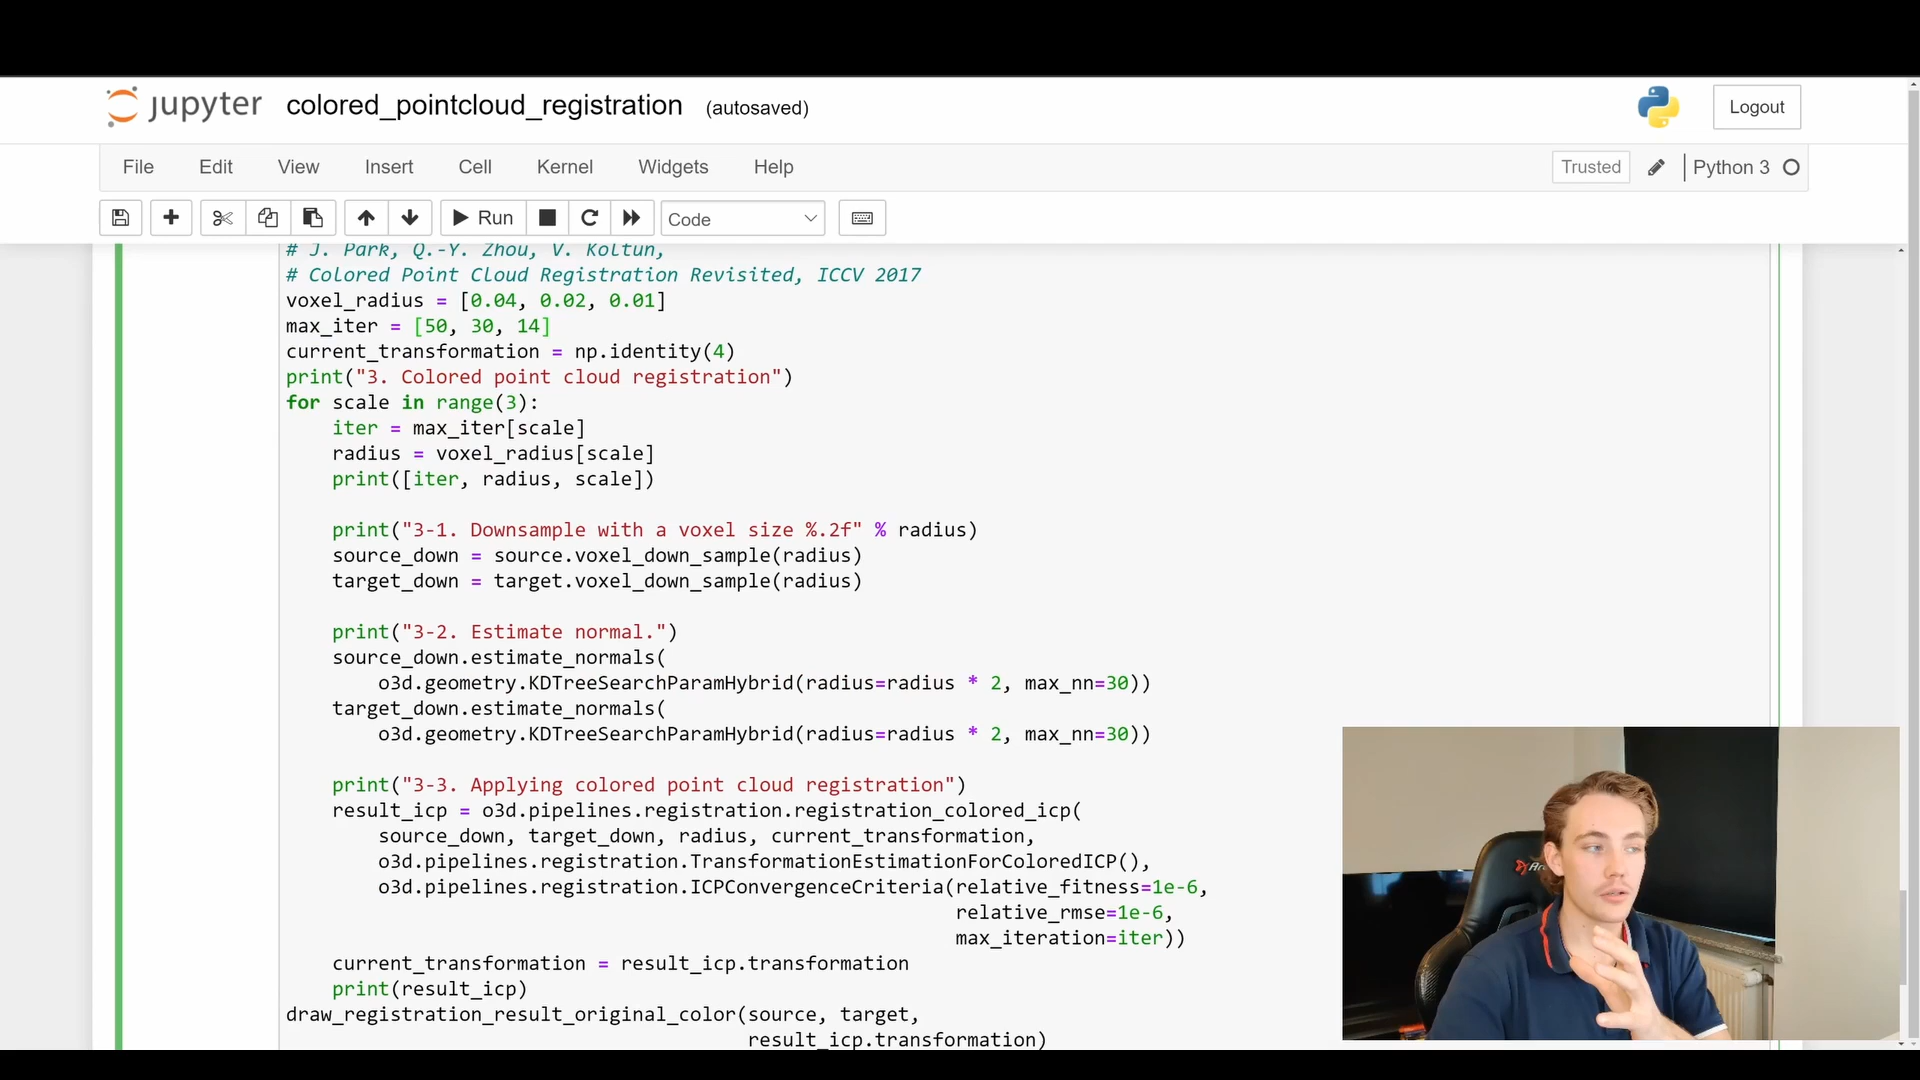 jupyter colored_pointcloud_registration (autosaved)
Logout
File Edit View Insert Cell Kernel Widgets Help
Trusted Python 3
Run Code
# J. Park, Q.-Y. Zhou, V. Koltun,
# Colored Point Cloud Registration Revisited, ICCV 2017
voxel_radius = [0.04, 0.02, 0.01]
max_iter = [50, 30, 14]
current_transformation = np.identity(4)
print("3. Colored point cloud registration")
for scale in range(3):
    iter = max_iter[scale]
    radius = voxel_radius[scale]
    print([iter, radius, scale])
    print("3-1. Downsample with a voxel size %.2f" % radius)
    source_down = source.voxel_down_sample(radius)
    target_down = target.voxel_down_sample(radius)
    print("3-2. Estimate normal.")
    source_down.estimate_normals(
        o3d.geometry.KDTreeSearchParamHybrid(radius=radius * 2, max_nn=30))
    target_down.estimate_normals(
        o3d.geometry.KDTreeSearchParamHybrid(radius=radius * 2, max_nn=30))
    print("3-3. Applying colored point cloud registration")
    result_icp = o3d.pipelines.registration.registration_colored_icp(
        source_down, target_down, radius, current_transformation,
        o3d.pipelines.registration.TransformationEstimationForColoredICP(),
        o3d.pipelines.registration.ICPConvergenceCriteria(relative_fitness=1e-6,
                                                          relative_rmse=1e-6,
                                                          max_iteration=iter))
    current_transformation = result_icp.transformation
    print(result_icp)
draw_registration_result_original_color(source, target,
                                        result_icp.transformation)